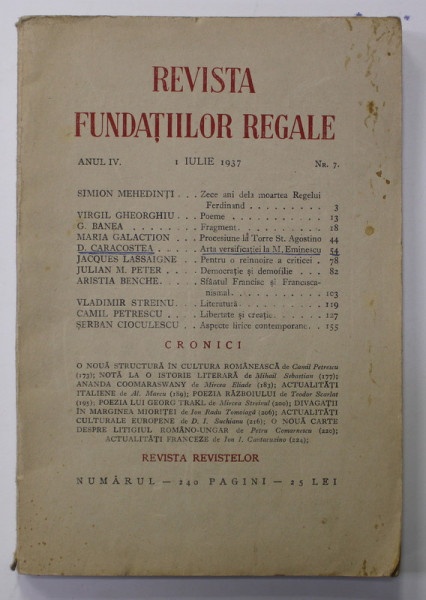 REVISTA
FUNDAȚIILOR REGALE
ANUL IV. 1 IULIE 1937 NR. 7.
SIMION MEHEDINȚI . . . Zece ani dela moartea Regelui
Ferdinand . . . . . . . . . . 3
VIRGIL GHEORGHIU . . . Poeme . . . . . . . . . . . . 13
G. BANEA . . . . . . . Fragment . . . . . . . . . . . 18
MARIA GALACTION . . . Procesiune la Torre St. Agostino 44
D. CARACOSTEA . . . . Arta versificației la M. Eminescu 54
JACQUES LASSAIGNE . . Pentru o reînnoire a criticei . 78
JULIAN M. PETER . . . Democrație și demofilie . . . 82
ARISTIA BENCHE . . . . Sfântul Francisc și Francisca-
nismul . . . . . . . . . . . . 103
VLADIMIR STREINU . . . Literatură . . . . . . . . . . 119
CAMIL PETRESCU . . . . Libertate și creație . . . . . 127
ȘERBAN CIOCULESCU . . Aspecte lirice contemporane . 155
CRONICI
O NOUĂ STRUCTURĂ ÎN CULTURA ROMÂNEASCĂ de Camil Petrescu
(173); NOTĂ LA O ISTORIE LITERARĂ de Mihail Sebastian (177);
ANANDA COOMARASWANY de Mircea Eliade (183); ACTUALITĂȚI
ITALIENE de Al. Marcu (189); POEZIA RĂZBOIULUI de Teodor Scarlat
(195); POEZIA LUI GEORG TRAKL de Mircea Streinul (200); DIVAGAȚII
ÎN MARGINEA MIORIȚEI de Ion Radu Tomoiagă (206); ACTUALITĂȚI
CULTURALE EUROPENE de D. I. Suchianu (216); O NOUĂ CARTE
DESPRE LITIGIUL ROMÂNO-UNGAR de Petru Comarnescu (220);
ACTUALITĂȚI FRANCEZE de Ion I. Cantacuzino (224);
REVISTA REVISTELOR
NUMĂRUL — 240 PAGINI — 25 LEI